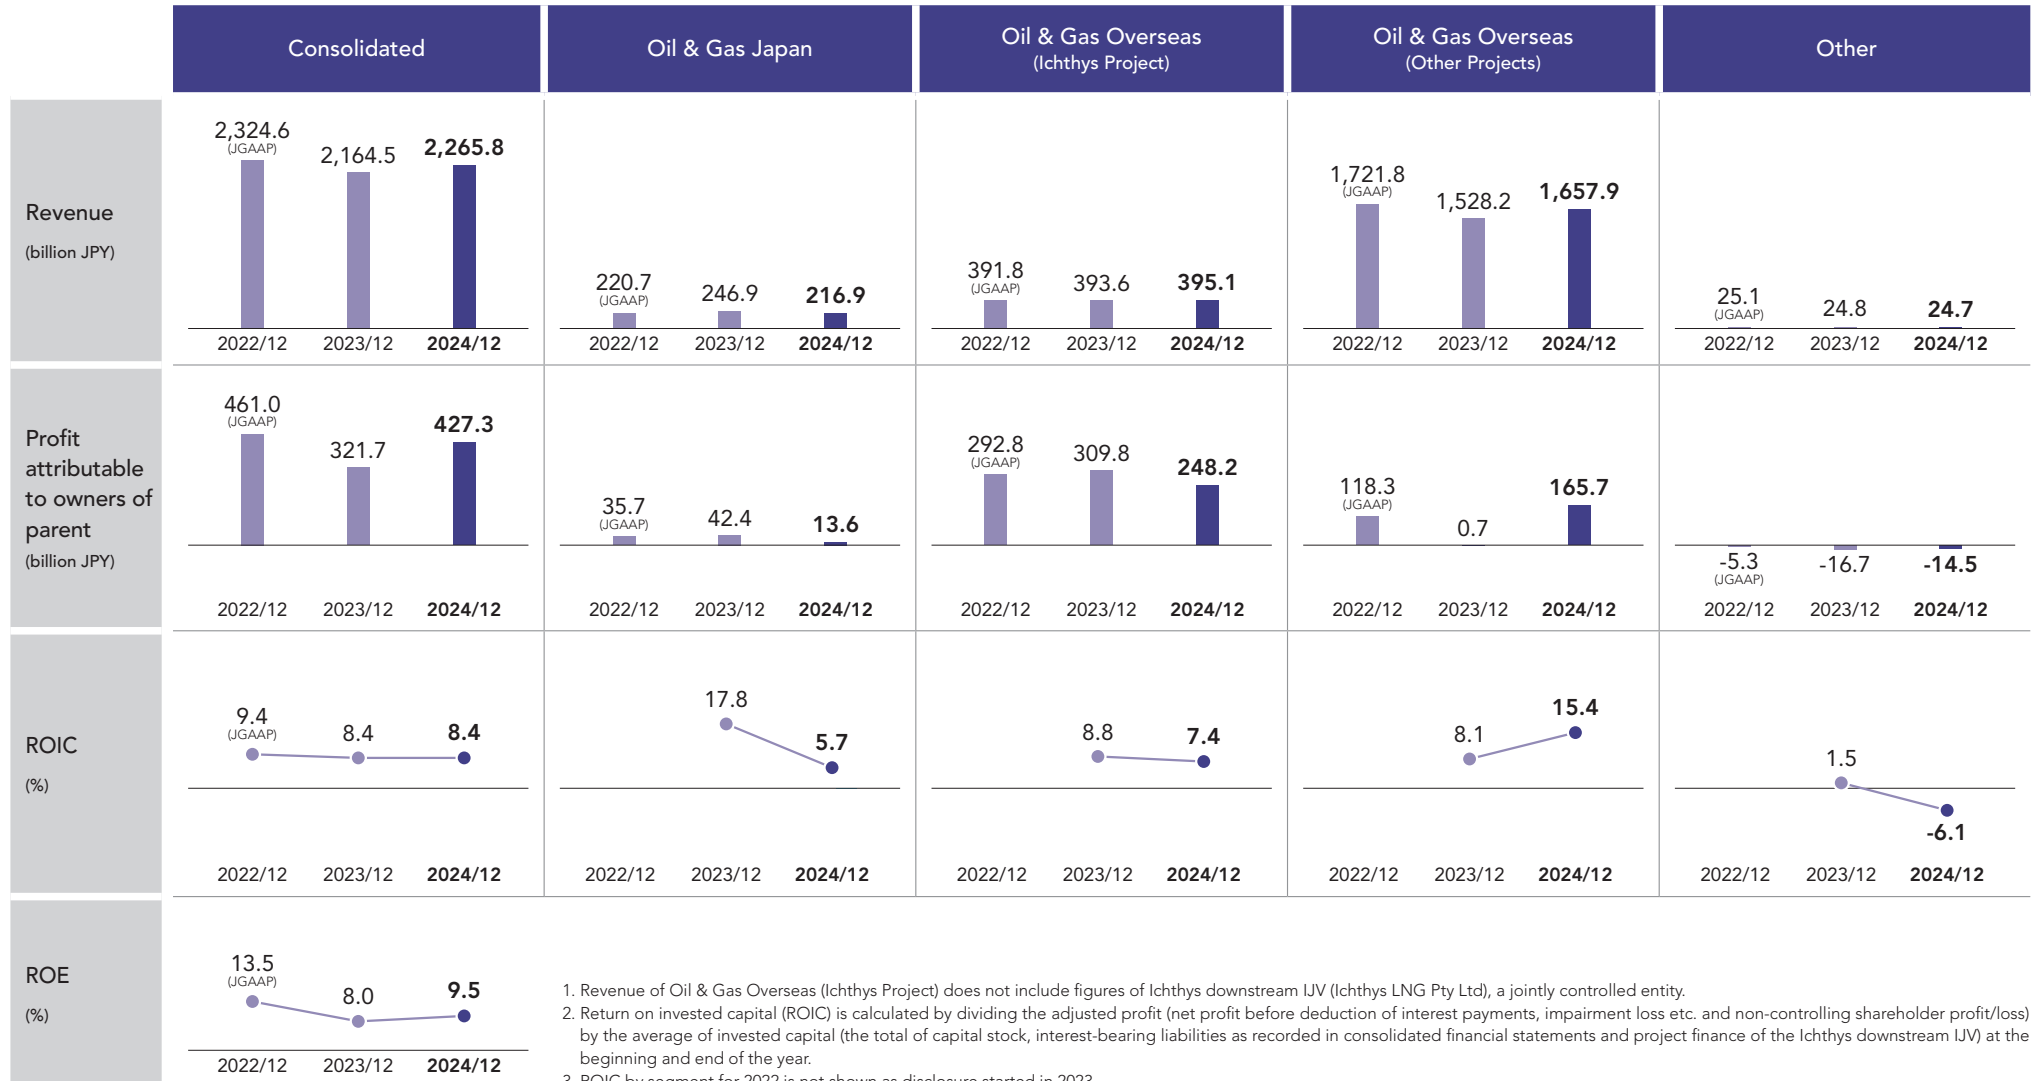 Consolidated
Oil & Gas Japan
Oil & Gas Overseas
(Ichthys Project)
Oil & Gas Overseas
(Other Projects)
Other
Revenue
(billion JPY)
2,324.6
(JGAAP)
2,164.5
2,265.8
2022/12 2023/12 2024/12
220.7
(JGAAP)
246.9
216.9
2022/12 2023/12 2024/12
391.8
(JGAAP)
393.6
395.1
2022/12 2023/12 2024/12
1,721.8
(JGAAP)
1,528.2
1,657.9
2022/12 2023/12 2024/12
25.1
(JGAAP)
24.8
24.7
2022/12 2023/12 2024/12
Profit
attributable
to owners of
parent
(billion JPY)
461.0
(JGAAP)
321.7
427.3
2022/12 2023/12 2024/12
35.7
(JGAAP)
42.4
13.6
2022/12 2023/12 2024/12
292.8
(JGAAP)
309.8
248.2
2022/12 2023/12 2024/12
118.3
(JGAAP)
0.7
165.7
2022/12 2023/12 2024/12
-5.3
(JGAAP)
-16.7
-14.5
2022/12 2023/12 2024/12
ROIC
(%)
9.4
(JGAAP)
8.4
8.4
2022/12 2023/12 2024/12
17.8
5.7
2022/12 2023/12 2024/12
8.8
7.4
2022/12 2023/12 2024/12
8.1
15.4
2022/12 2023/12 2024/12
1.5
-6.1
2022/12 2023/12 2024/12
ROE
(%)
13.5
(JGAAP)
8.0
9.5
2022/12 2023/12 2024/12
1. Revenue of Oil & Gas Overseas (Ichthys Project) does not include figures of Ichthys downstream IJV (Ichthys LNG Pty Ltd), a jointly controlled entity.
2. Return on invested capital (ROIC) is calculated by dividing the adjusted profit (net profit before deduction of interest payments, impairment loss etc. and non-controlling shareholder profit/loss)
by the average of invested capital (the total of capital stock, interest-bearing liabilities as recorded in consolidated financial statements and project finance of the Ichthys downstream IJV) at the
beginning and end of the year.
3. ROIC by segment for 2022 is not shown as disclosure started in 2023.